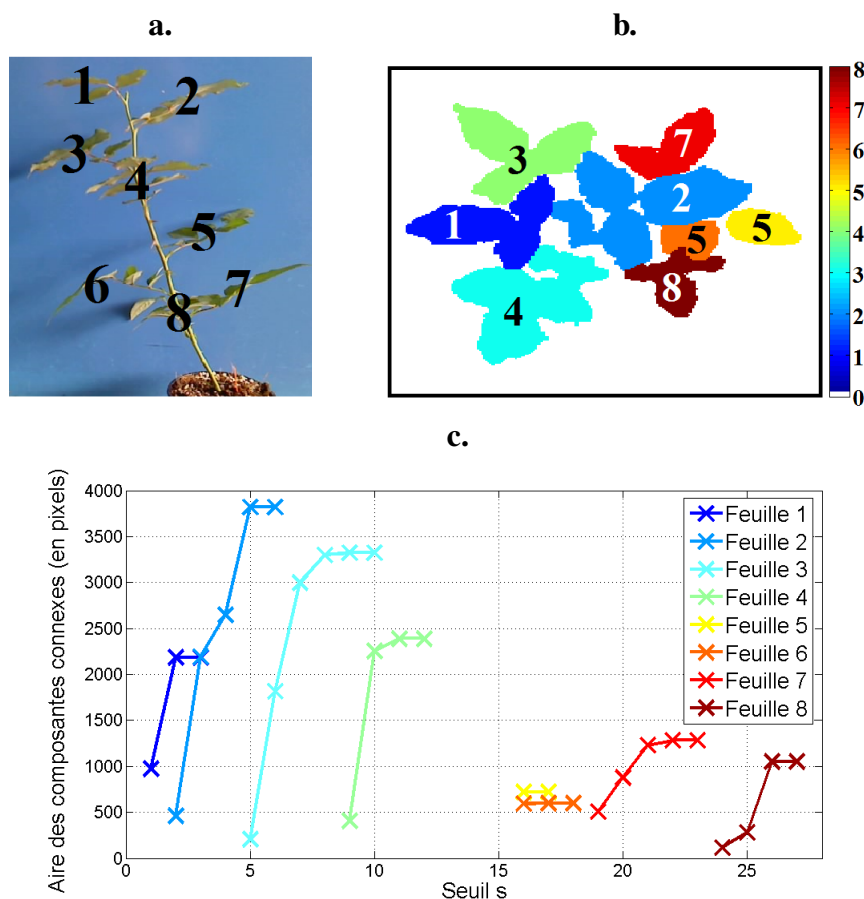 a.
1
2
3
4
5
6
7
8
b.
7
3
2
1
5
5
8
4
8
7
6
5
4
3
2
1
0
c.
Aire des composantes connexes (en pixels)
4000
3500
3000
2500
2000
1500
1000
500
0
Feuille 1
Feuille 2
Feuille 3
Feuille 4
Feuille 5
Feuille 6
Feuille 7
Feuille 8
0 5 10 15 20 25
Seuil s